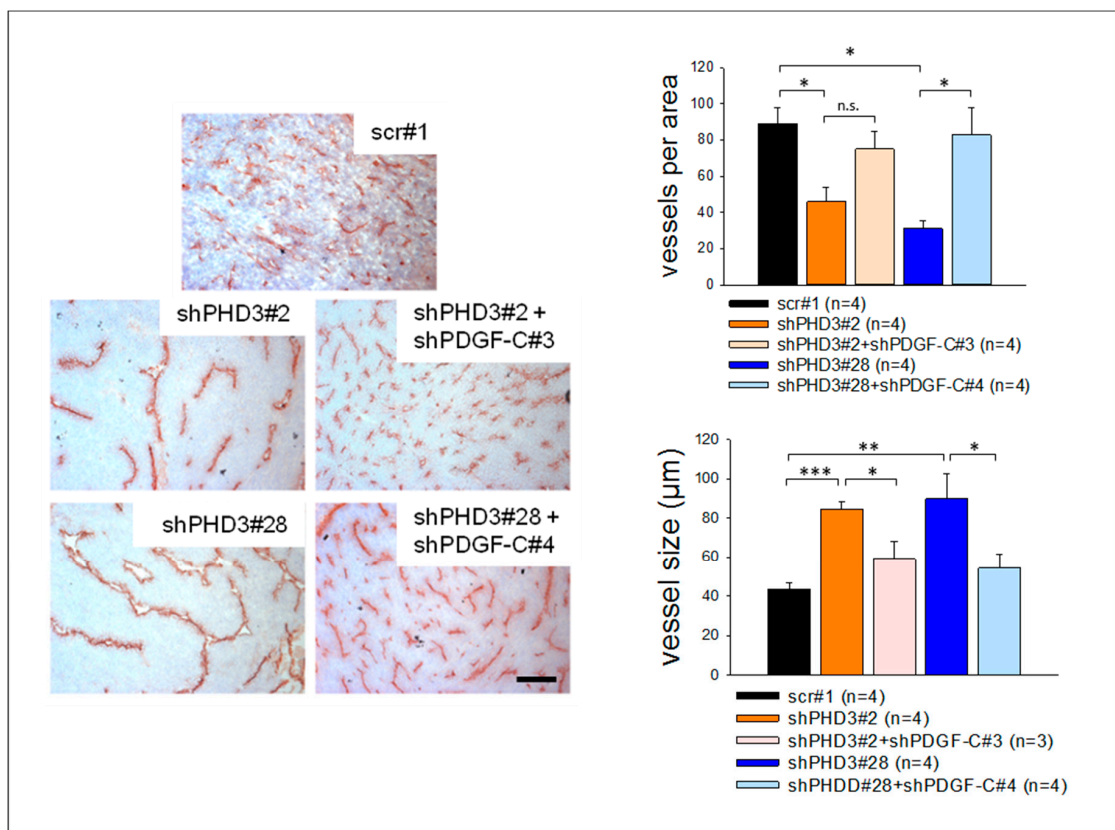 scr#1
shPHD3#2
shPHD3#2 +
shPDGF-C#3
shPHD3#28
shPHD3#28 +
shPDGF-C#4
vessels per area
120
100
80
60
40
20
0
*
*
*
n.s.
scr#1 (n=4)
shPHD3#2 (n=4)
shPHD3#2+shPDGF-C#3 (n=4)
shPHD3#28 (n=4)
shPHD3#28+shPDGF-C#4 (n=4)
vessel size (µm)
120
100
80
60
40
20
0
**
*
***
*
scr#1 (n=4)
shPHD3#2 (n=4)
shPHD3#2+shPDGF-C#3 (n=3)
shPHD3#28 (n=4)
shPHDD#28+shPDGF-C#4 (n=4)